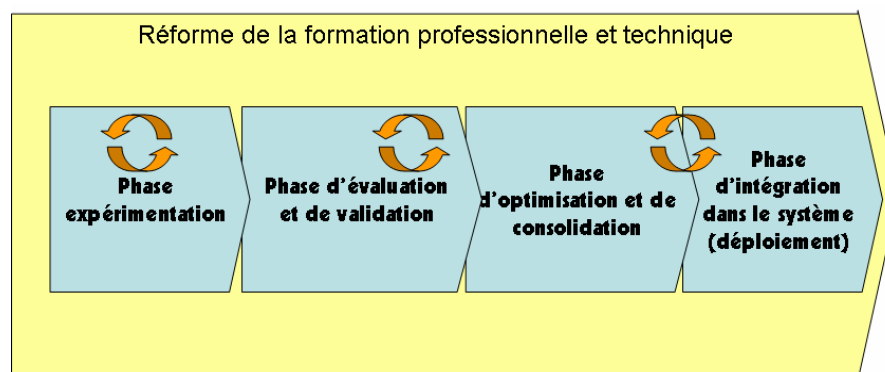 Réforme de la formation professionnelle et technique
Phase
expérimentation
Phase d'évaluation
et de validation
Phase
d'optimisation et de
consolidation
Phase
d'intégration
dans le système
(déploiement)